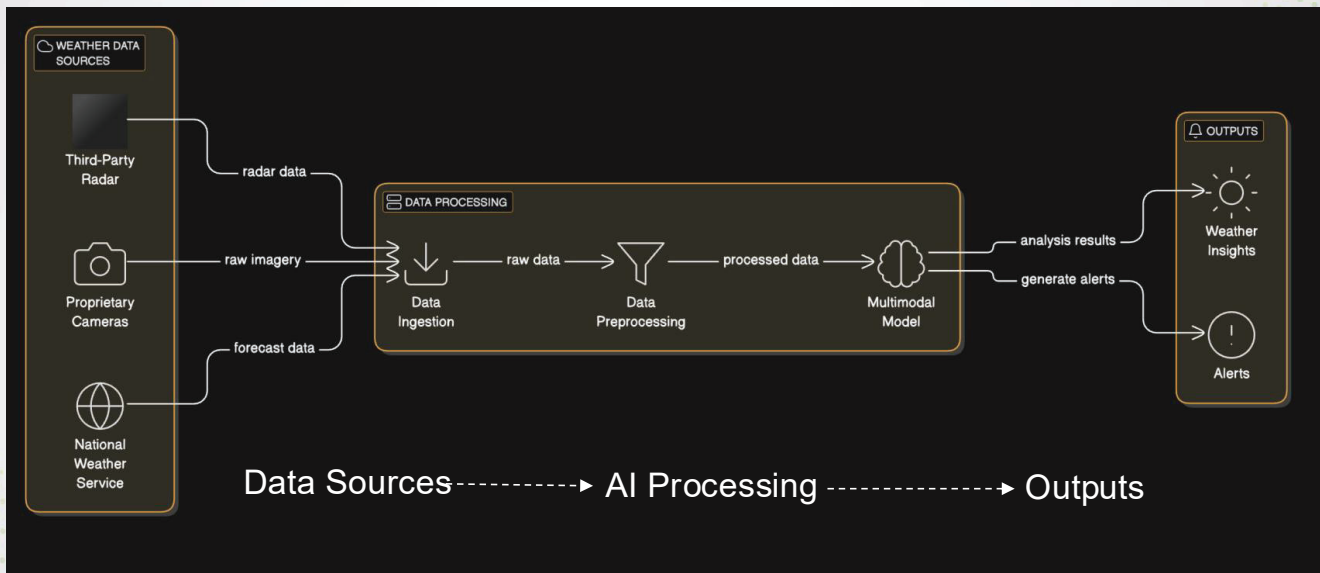 WEATHER DATA
SOURCES
Third-Party
Radar
Proprietary
Cameras
National
Weather
Service
radar data
raw imagery
forecast data
DATA PROCESSING
Data
Ingestion
raw data
Data
Preprocessing
processed data
Multimodal
Model
analysis results
generate alerts
OUTPUTS
Weather
Insights
Alerts
Data Sources
AI Processing
Outputs